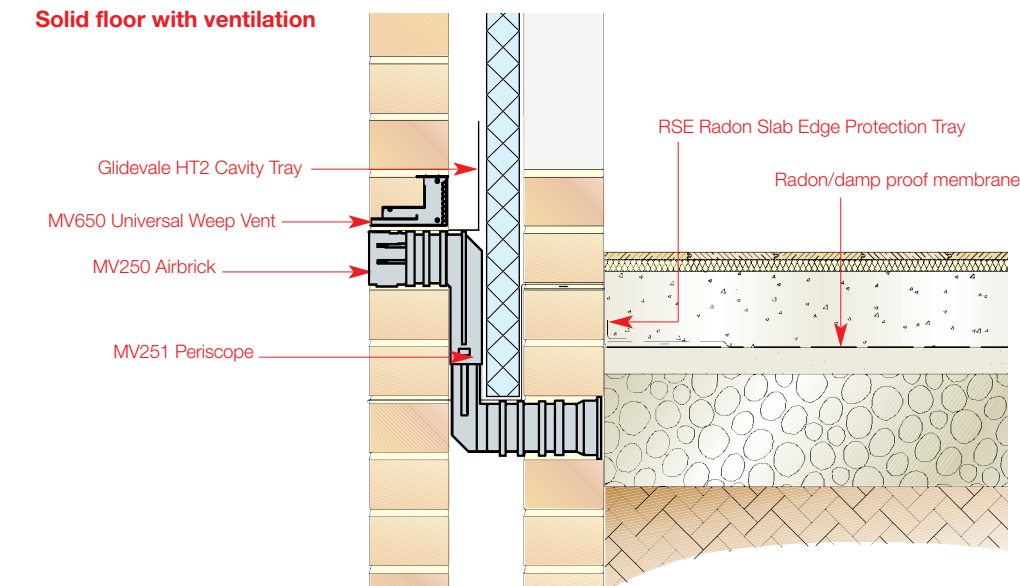 Solid floor with ventilation
RSE Radon Slab Edge Protection Tray
Glidevale HT2 Cavity Tray
Radon/damp proof membrane
MV650 Universal Weep Vent
MV250 Airbrick
MV251 Periscope